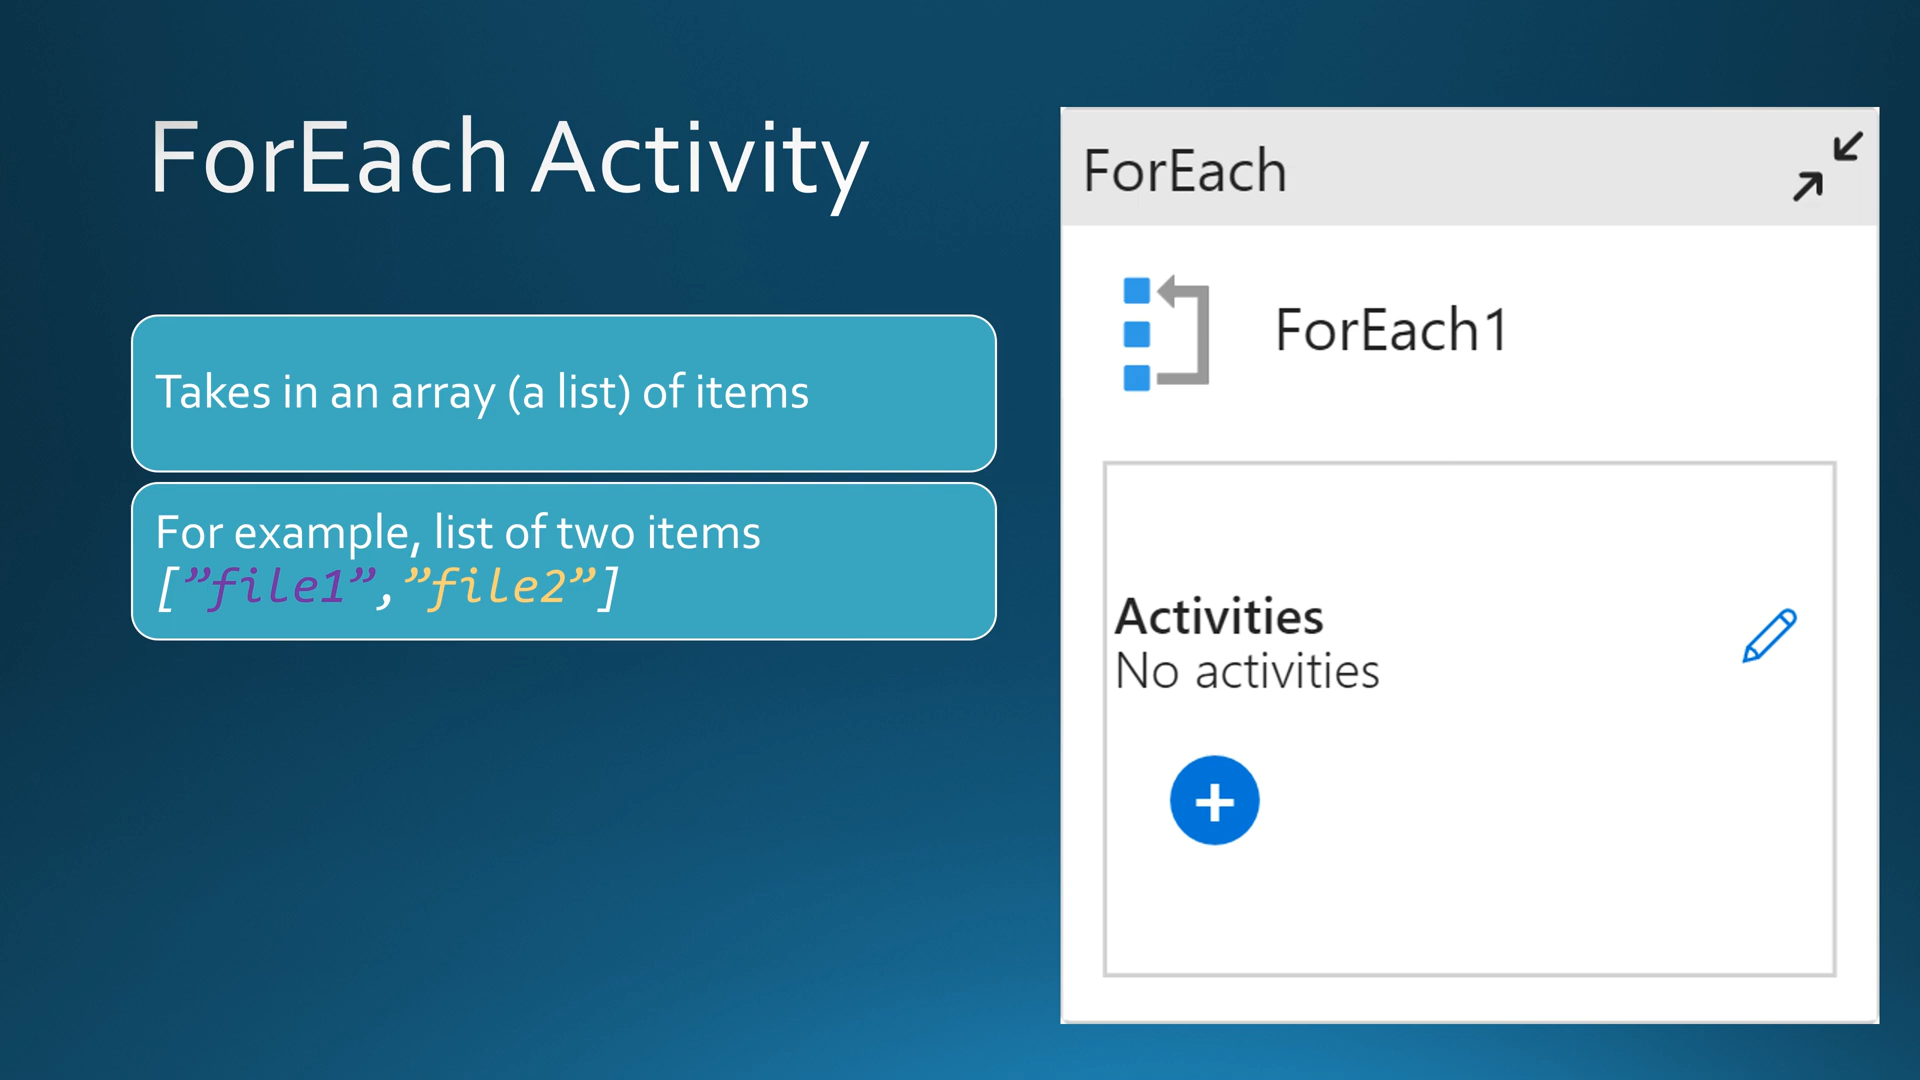 ForEach Activity
Takes in an array (a list) of items
For example, list of two items
[”file1”,”file2”]
ForEach
ForEach1
Activities
No activities